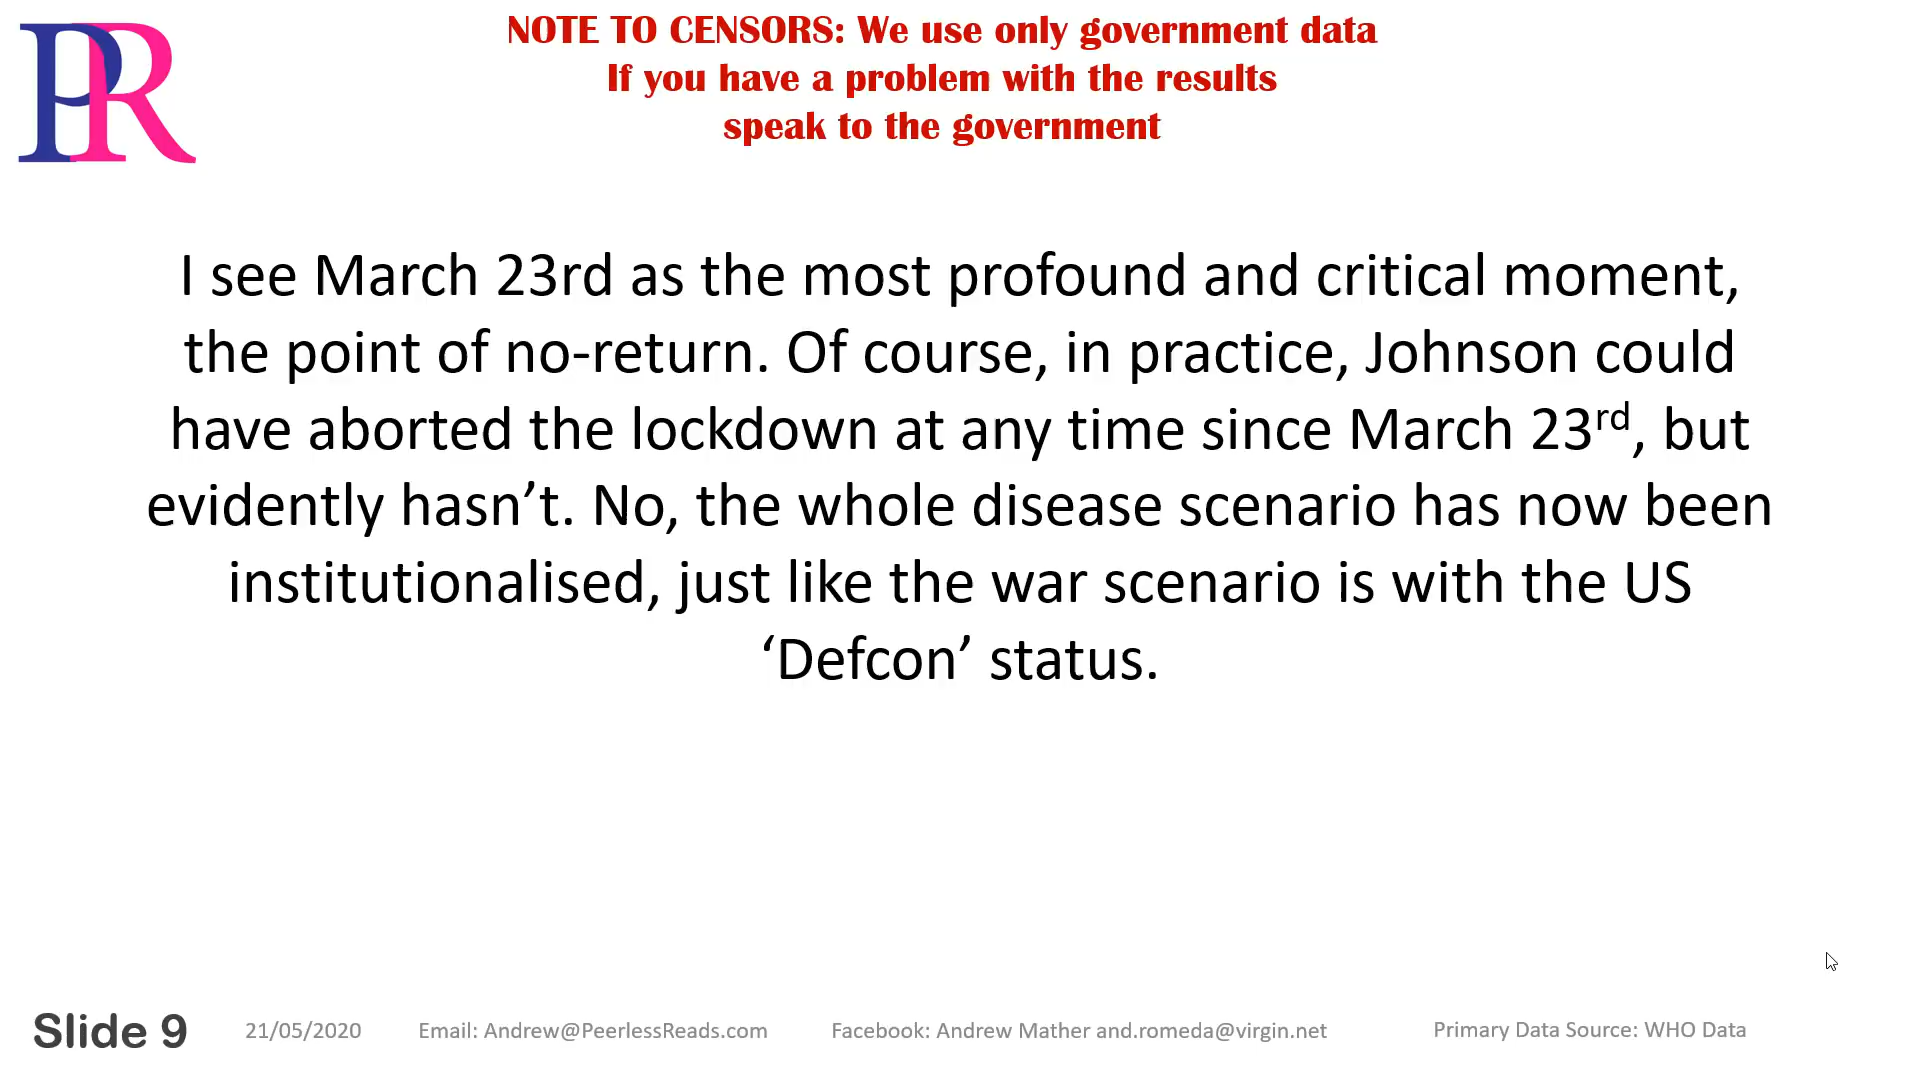 PR
NOTE TO CENSORS: We use only government data
If you have a problem with the results
speak to the government
I see March 23rd as the most profound and critical moment,
the point of no-return. Of course, in practice, Johnson could
have aborted the lockdown at any time since March 23rd, but
evidently hasn’t. No, the whole disease scenario has now been
institutionalised, just like the war scenario is with the US
‘Defcon’ status.
Slide 9 21/05/2020 Email: Andrew@PeerlessReads.com Facebook: Andrew Mather and.romeda@virgin.net Primary Data Source: WHO Data